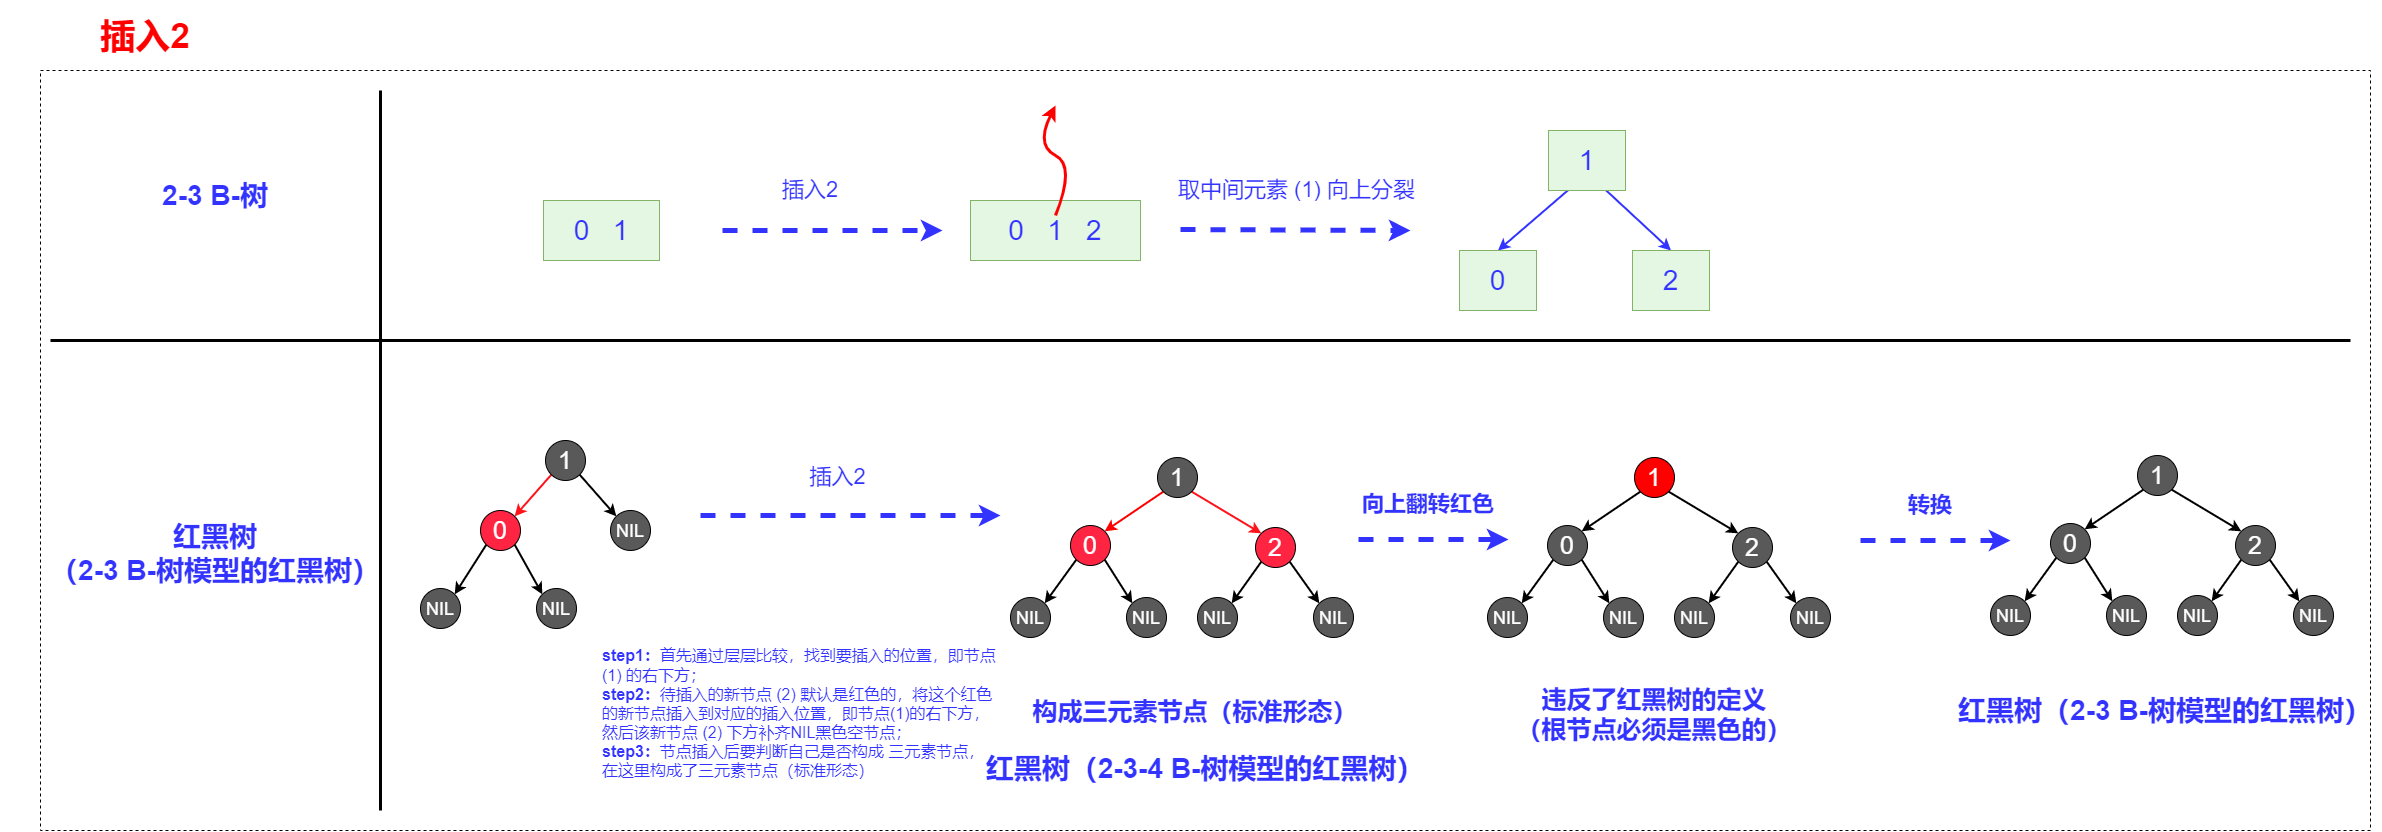 插入2
2-3 B-树
0 1
插入2
0 1 2
取中间元素 (1) 向上分裂
1
0
2
红黑树
（2-3 B-树模型的红黑树）
1
0
NIL
NIL
NIL
插入2
step1：首先通过层层比较，找到要插入的位置，即节点
(1) 的右下方；
step2：待插入的新节点 (2) 默认是红色的，将这个红色
的新节点插入到对应的插入位置，即节点(1)的右下方，
然后该新节点 (2) 下方补齐NIL黑色空节点；
step3：节点插入后要判断自己是否构成 三元素节点，
在这里构成了三元素节点（标准形态）
1
0
2
NIL
NIL
NIL
NIL
构成三元素节点（标准形态）
红黑树（2-3-4 B-树模型的红黑树）
向上翻转红色
1
0
2
NIL
NIL
NIL
NIL
违反了红黑树的定义
（根节点必须是黑色的）
转换
1
0
2
NIL
NIL
NIL
NIL
红黑树（2-3 B-树模型的红黑树）